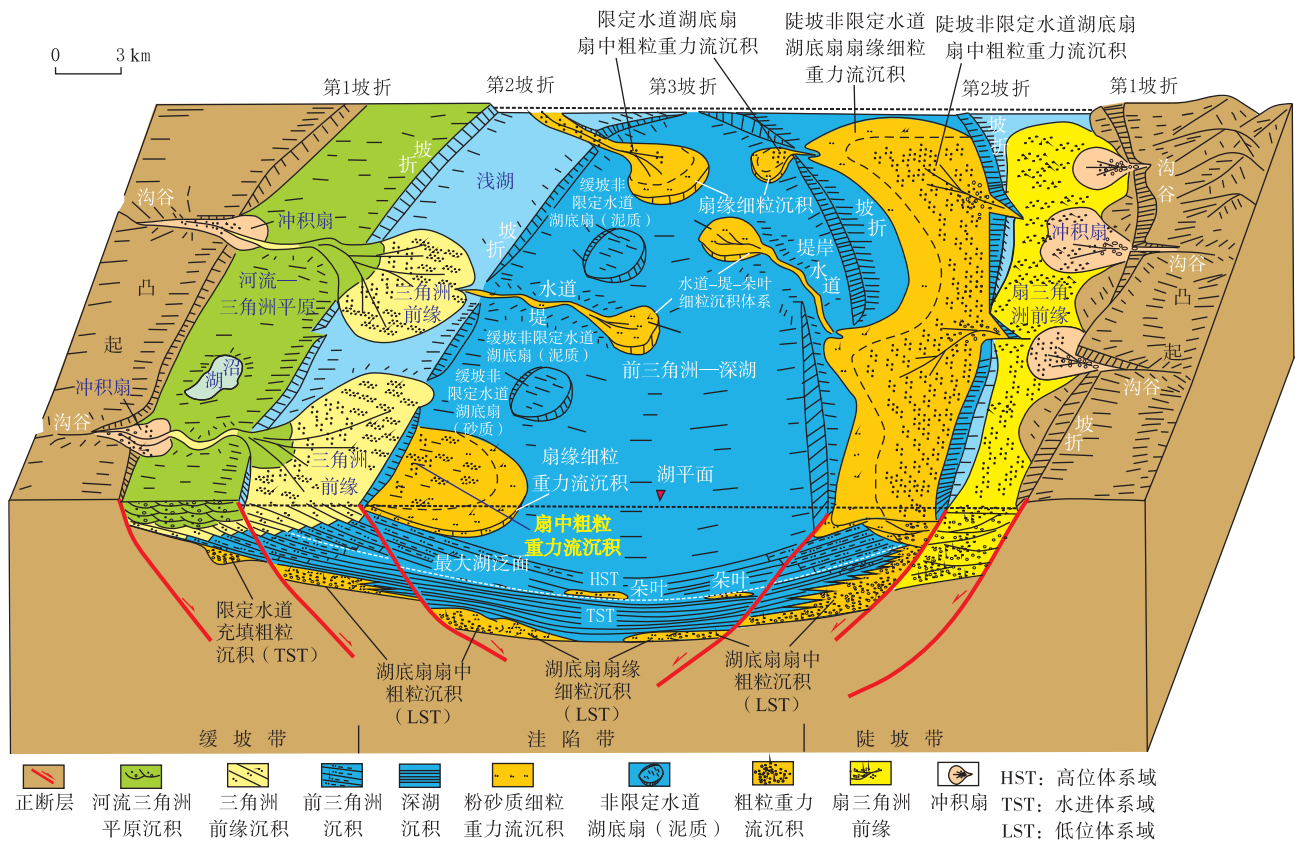 限定水道湖底扇
扇中粗粒重力流沉积
陡坡非限定水道
湖底扇扇缘细粒
重力流沉积
陡坡非限定水道湖底扇
扇中粗粒重力流沉积
0 3 km
第1坡折
第2坡折
第3坡折
第2坡折
第1坡折
坡折
坡折
坡折
坡折
坡折
浅湖
沟谷
冲积扇
缓坡非
限定水道
湖底扇(泥质)
扇缘细粒沉积
沟谷
冲积扇
沟谷
凸起
河流—
三角洲平原
三角洲
前缘
水道
堤
堤岸
水道
水道-堤-朵叶
细粒沉积体系
扇三角
洲前缘
凸起
缓坡非限定水道
湖底扇(泥质)
前三角洲—深湖
沼湖
冲积扇
沟谷
缓坡非
限定水道
湖底扇
(砂质)
沟谷
三角洲
前缘
扇缘细粒
重力流沉积
湖平面
扇中粗粒
重力流沉积
最大湖泛面
HST
朵叶
朵叶
TST
限定水道
充填粗粒
沉积(TST)
湖底扇扇中
粗粒沉积
(LST)
湖底扇扇缘
细粒沉积
(LST)
湖底扇扇中
粗粒沉积
(LST)
缓坡带
洼陷带
陡坡带
正断层
河流三角洲
平原沉积
三角洲
前缘沉积
前三角洲
沉积
深湖
沉积
粉砂质细粒
重力流沉积
非限定水道
湖底扇(泥质)
粗粒重力
流沉积
扇三角洲
前缘
冲积扇
HST: 高位体系域
TST: 水进体系域
LST: 低位体系域